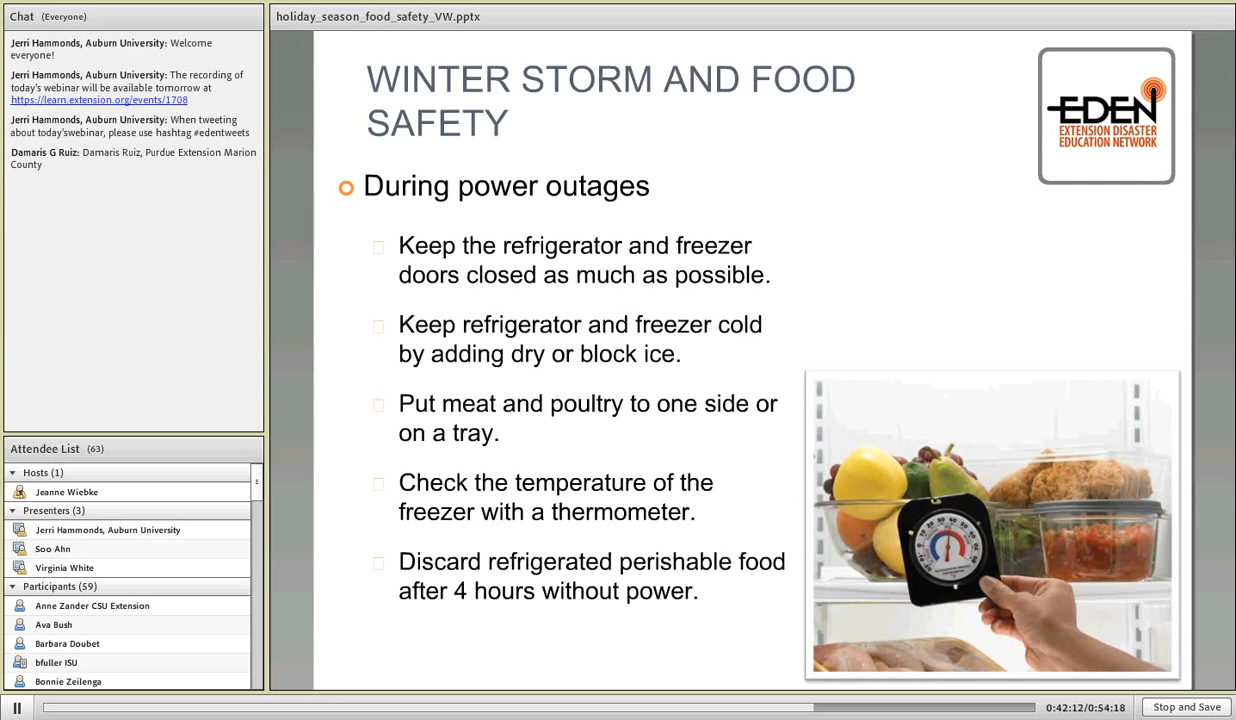 Chat (Everyone)
Jerri Hammonds, Auburn University: Welcome
everyone!
Jerri Hammonds, Auburn University: The recording of
today's webinar will be available tomorrow at
https://learn.extension.org/events/1708
Jerri Hammonds, Auburn University: When tweeting
about today'swebinar, please use hashtag #edentweets
Damaris G Ruiz: Damaris Ruiz, Purdue Extension Marion
County
Attendee List (63)
Hosts (1)
Jeanne Wiebke
Presenters (3)
Jerri Hammonds, Auburn University
Soo Ahn
Virginia White
Participants (59)
Anne Zander CSU Extension
Ava Bush
Barbara Doubet
bfuller ISU
Bonnie Zeilenga
holiday_season_food_safety_VW.pptx
WINTER STORM AND FOOD
SAFETY
EDEN
EXTENSION DISASTER
EDUCATION NETWORK
During power outages
Keep the refrigerator and freezer
doors closed as much as possible.
Keep refrigerator and freezer cold
by adding dry or block ice.
Put meat and poultry to one side or
on a tray.
Check the temperature of the
freezer with a thermometer.
Discard refrigerated perishable food
after 4 hours without power.
0:42:12/0:54:18
Stop and Save